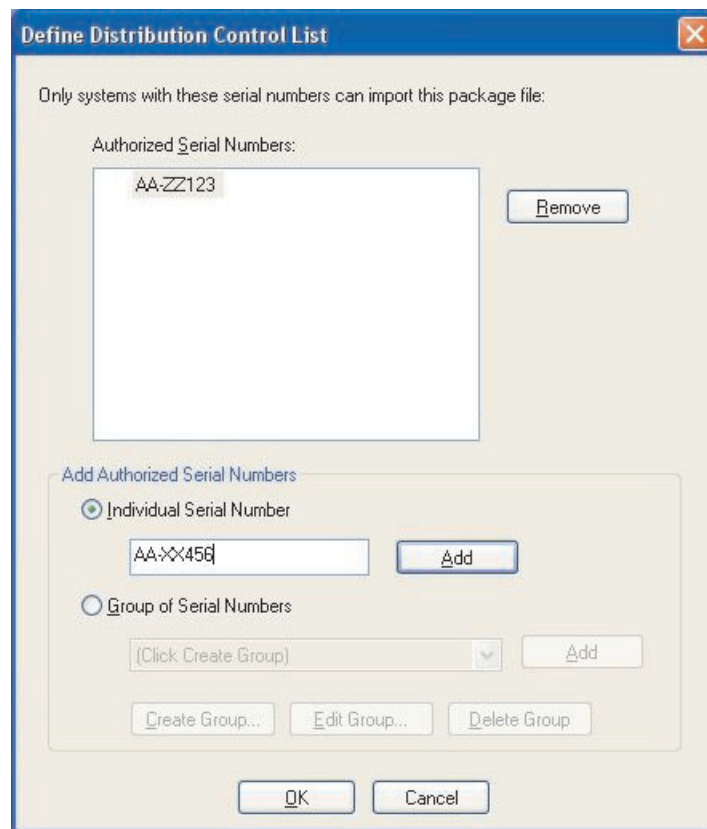 Define Distribution Control List
Only systems with these serial numbers can import this package file:
Authorized Serial Numbers:
AA-ZZ123
Remove
Add Authorized Serial Numbers
Individual Serial Number
AA-XX456
Add
Group of Serial Numbers
(Click Create Group)
Add
Create Group...
Edit Group...
Delete Group
OK
Cancel